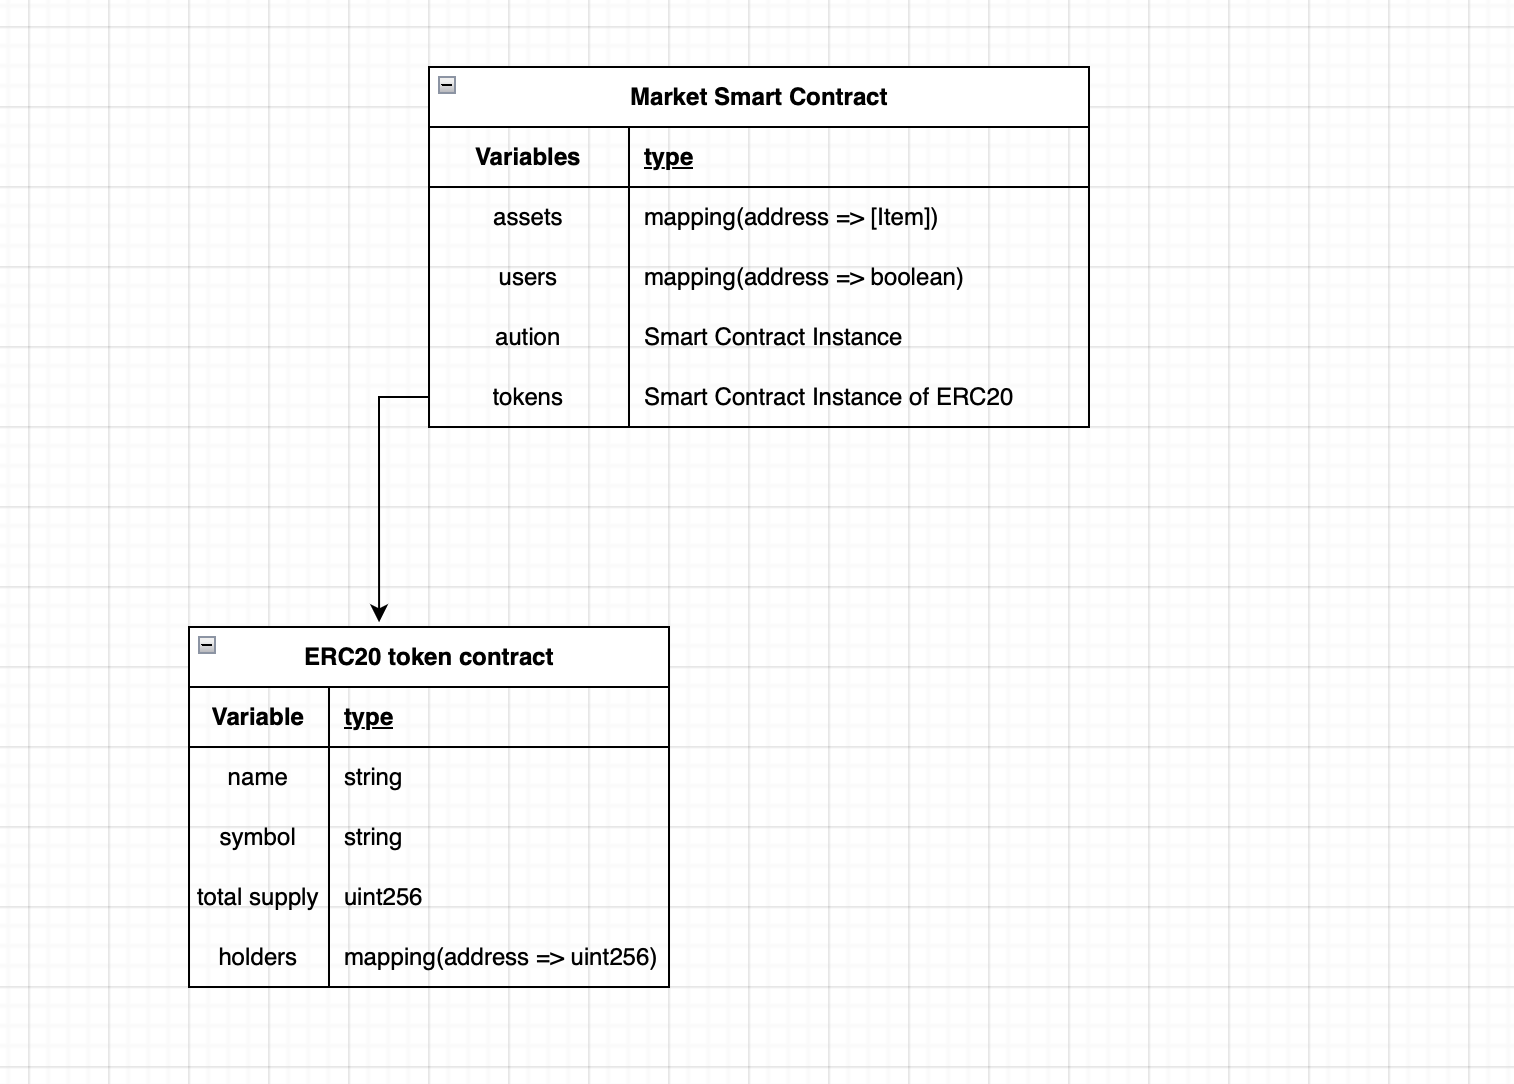 Market Smart Contract
Variables type
assets mapping(address => [Item])
users mapping(address => boolean)
aution Smart Contract Instance
tokens Smart Contract Instance of ERC20
ERC20 token contract
Variable type
name string
symbol string
total supply uint256
holders mapping(address => uint256)